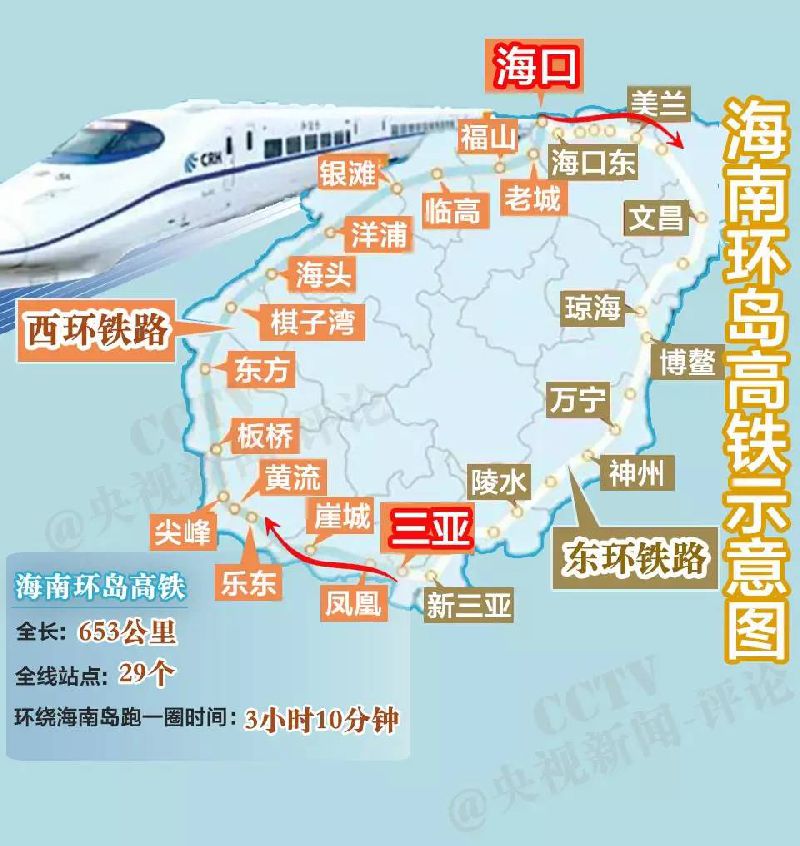 海南环岛高铁示意图
海口
美兰
福山
海口东
银滩
临高
老城
文昌
洋浦
海头
棋子湾
琼海
西环铁路
博鳌
东方
万宁
板桥
神州
黄流
陵水
尖峰
崖城
三亚
东环铁路
乐东
凤凰
新三亚
CRH
海南环岛高铁
全长：653公里
全线站点：29个
环绕海南岛跑一圈时间：3小时10分钟
CCTV
@央视新闻-评论
CCTV
@央视新闻-评论